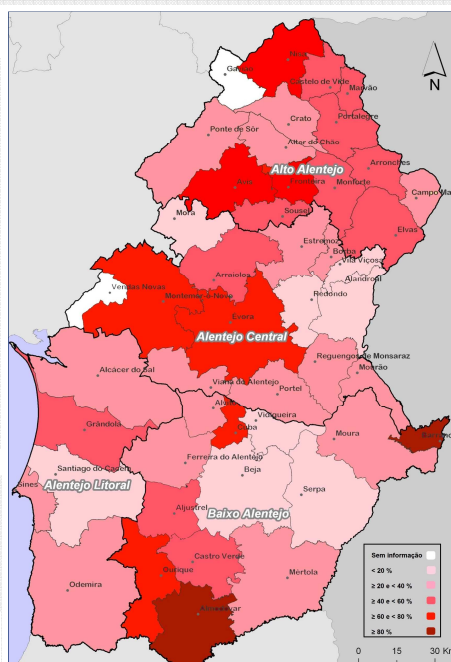 Nisa
Gavião
Castelo de Vide
Marvão
N
Portalegre
Crato
Ponte de Sôr
Alter do Chão
Alto Alentejo
Arronches
Avis
Fronteira
Monforte
Campo Ma
Mora
Sousel
Elvas
Estremoz
Borba
Vila Viçosa
Arraiolos
Alandroal
Vendas Novas
Montemor-o-Novo
Redondo
Évora
Alentejo Central
Reguengos de Monsaraz
Mourão
Alcácer do Sal
Viana do Alentejo
Portel
Alvito
Vidigueira
Cuba
Grândola
Moura
Barrancos
Ferreira do Alentejo
Santiago do Cacém
Beja
Sines
Alentejo Litoral
Serpa
Aljustrel
Baixo Alentejo
Castro Verde
Ourique
Odemira
Mértola
Almodôvar
Sem informação
< 20 %
≥ 20 e < 40 %
≥ 40 e < 60 %
≥ 60 e < 80 %
≥ 80 %
0 15 30 Km